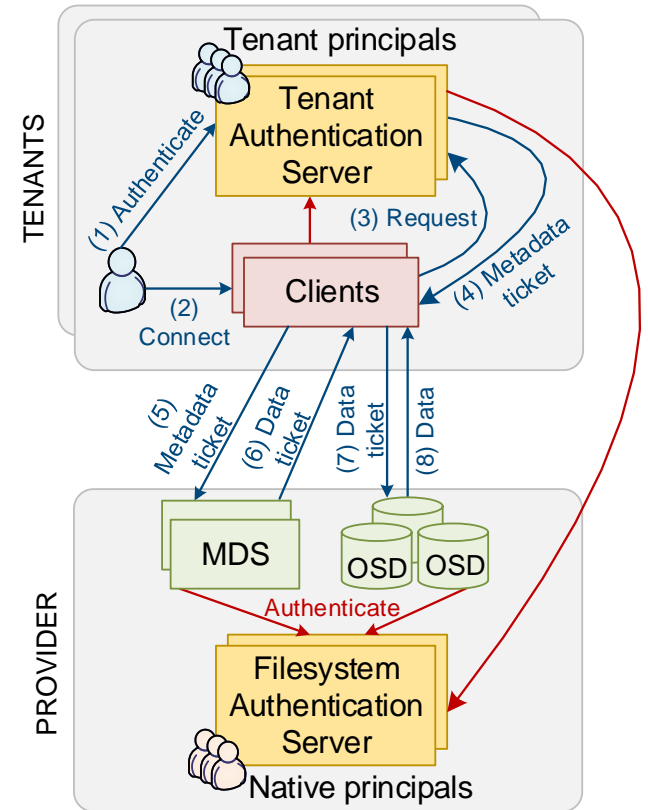 Tenant principals
TENANTS
Tenant
Authentication
Server
(1) Authenticate
(3) Request
(2)
Connect
Clients
(4) Metadata
ticket
(5)
Metadata
ticket
(6) Data
ticket
(7) Data
ticket
(8) Data
PROVIDER
MDS
OSD
OSD
Authenticate
Filesystem
Authentication
Server
Native principals